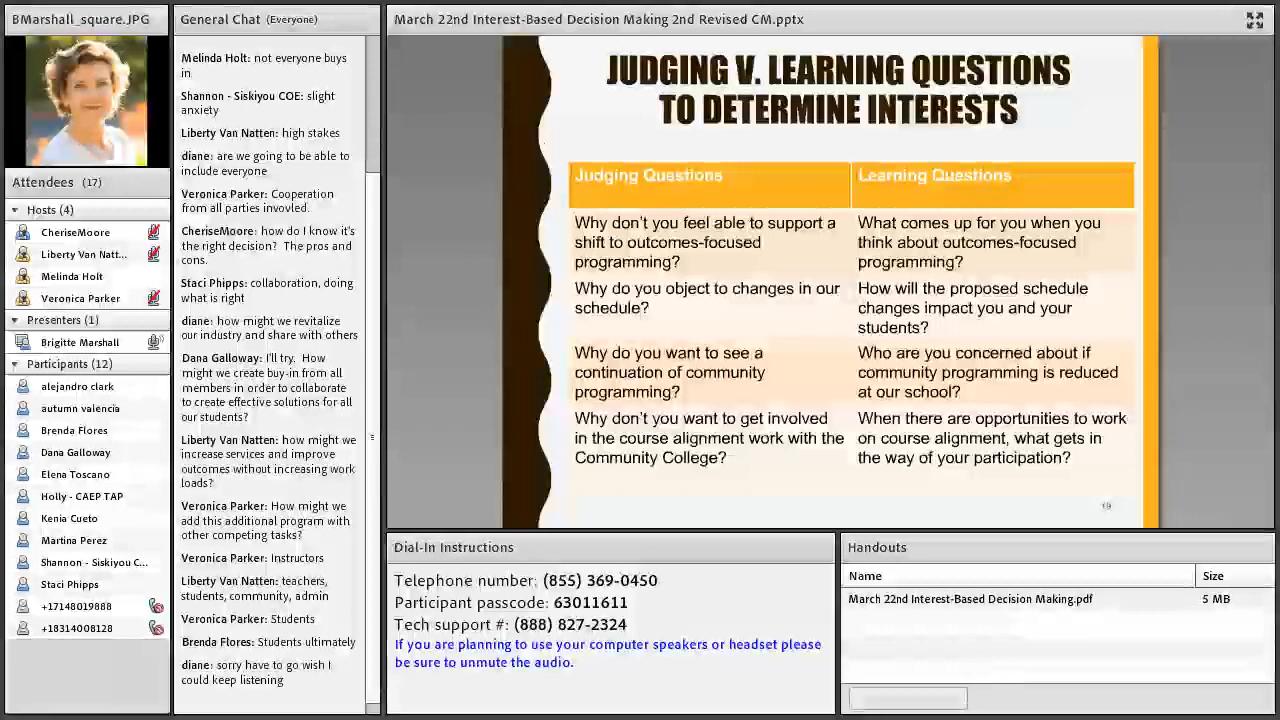 BMarshall_square.JPG
Attendees (17)
Hosts (4)
CheriseMoore
Liberty Van Natt...
Melinda Holt
Veronica Parker
Presenters (1)
Brigitte Marshall
Participants (12)
alejandro clark
autumn valencia
Brenda Flores
Dana Galloway
Elena Toscano
Holly - CAEP TAP
Kenia Cueto
Martina Perez
Shannon - Siskiyou C...
Staci Phipps
+17148019888
+18314008128
General Chat (Everyone)
Melinda Holt: not everyone buys
in
Shannon - Siskiyou COE: slight
anxiety
Liberty Van Natten: high stakes
diane: are we going to be able to
include everyone
Veronica Parker: Cooperation
from all parties invovled.
CheriseMoore: how do I know it's
the right decision? The pros and
cons.
Staci Phipps: collaboration, doing
what is right
diane: how might we revitalize
our industry and share with others
Dana Galloway: I'll try. How
might we create buy-in from all
members in order to collaborate
to create effective solutions for all
our students?
Liberty Van Natten: how might we
increase services and improve
outcomes without increasing work
loads?
Veronica Parker: How might we
add this additional program with
other competing tasks?
Veronica Parker: Instructors
Liberty Van Natten: teachers,
students, community, admin
Veronica Parker: Students
Brenda Flores: Students ultimately
diane: sorry have to go wish I
could keep listening
March 22nd Interest-Based Decision Making 2nd Revised CM.pptx
JUDGING V. LEARNING QUESTIONS
TO DETERMINE INTERESTS
Judging Questions
Learning Questions
Why don't you feel able to support a
shift to outcomes-focused
programming?
What comes up for you when you
think about outcomes-focused
programming?
Why do you object to changes in our
schedule?
How will the proposed schedule
changes impact you and your
students?
Why do you want to see a
continuation of community
programming?
Who are you concerned about if
community programming is reduced
at our school?
Why don't you want to get involved
in the course alignment work with the
Community College?
When there are opportunities to work
on course alignment, what gets in
the way of your participation?
19
Dial-In Instructions
Telephone number: (855) 369-0450
Participant passcode: 63011611
Tech support #: (888) 827-2324
If you are planning to use your computer speakers or headset please
be sure to unmute the audio.
Handouts
Name Size
March 22nd Interest-Based Decision Making.pdf 5 MB